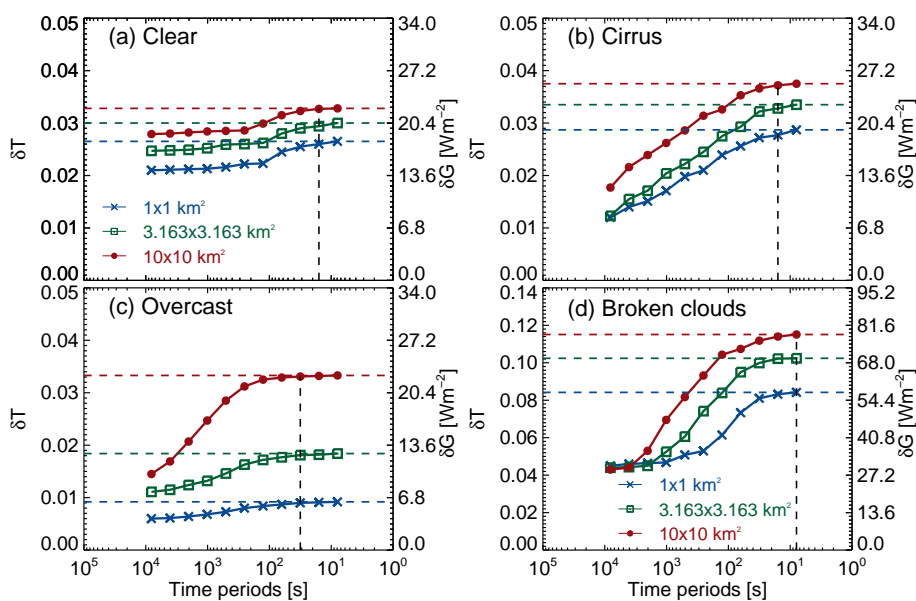 (a) Clear
0.05
0.04
0.03
0.02
0.01
0.00
δT
34.0
27.2
20.4
13.6
6.8
0.0
δG [Wm⁻²]
1x1 km²
3.163x3.163 km²
10x10 km²
(b) Cirrus
0.05
0.04
0.03
0.02
0.01
0.00
δT
34.0
27.2
20.4
13.6
6.8
0.0
δG [Wm⁻²]
(c) Overcast
0.05
0.04
0.03
0.02
0.01
0.00
δT
34.0
27.2
20.4
13.6
6.8
0.0
δG [Wm⁻²]
10⁵ 10⁴ 10³ 10² 10¹ 10⁰
Time periods [s]
(d) Broken clouds
0.14
0.12
0.10
0.08
0.06
0.04
0.02
0.00
δT
95.2
81.6
68.0
54.4
40.8
27.2
13.6
0.0
δG [Wm⁻²]
1x1 km²
3.163x3.163 km²
10x10 km²
10⁵ 10⁴ 10³ 10² 10¹ 10⁰
Time periods [s]